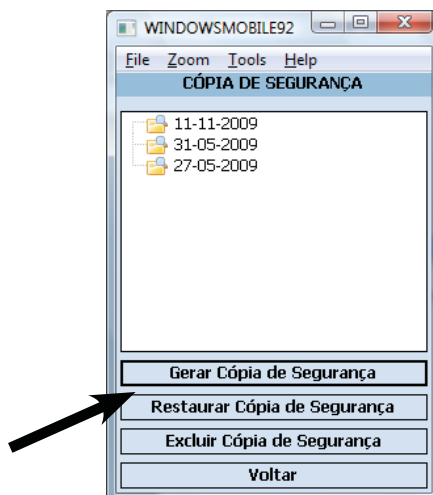 WINDOWSMOBILE92
File Zoom Tools Help
CÓPIA DE SEGURANÇA
11-11-2009
31-05-2009
27-05-2009
Gerar Cópia de Segurança
Restaurar Cópia de Segurança
Excluir Cópia de Segurança
Voltar